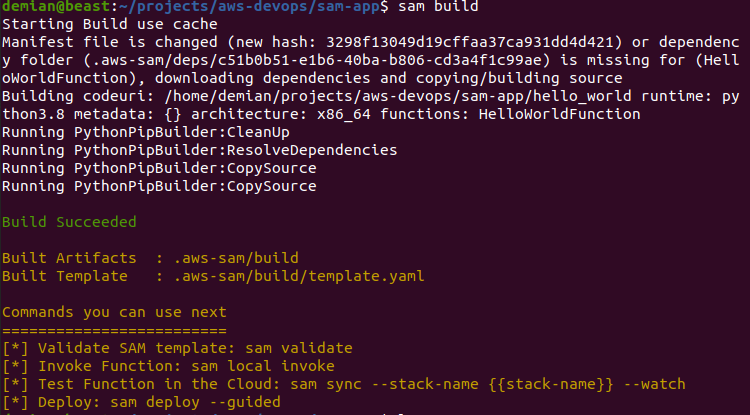 demian@beast:~/projects/aws-devops/sam-app$ sam build
Starting Build use cache
Manifest file is changed (new hash: 3298f13049d19cffaa37ca931dd4d421) or dependenc
y folder (.aws-sam/deps/c51b0b51-e1b6-40ba-b806-cd3a4f1c99ae) is missing for (Hell
oWorldFunction), downloading dependencies and copying/building source
Building codeuri: /home/demian/projects/aws-devops/sam-app/hello_world runtime: py
thon3.8 metadata: {} architecture: x86_64 functions: HelloWorldFunction
Running PythonPipBuilder:CleanUp
Running PythonPipBuilder:ResolveDependencies
Running PythonPipBuilder:CopySource
Running PythonPipBuilder:CopySource
Build Succeeded
Built Artifacts  : .aws-sam/build
Built Template   : .aws-sam/build/template.yaml
Commands you can use next
=========================
[*] Validate SAM template: sam validate
[*] Invoke Function: sam local invoke
[*] Test Function in the Cloud: sam sync --stack-name {{stack-name}} --watch
[*] Deploy: sam deploy --guided